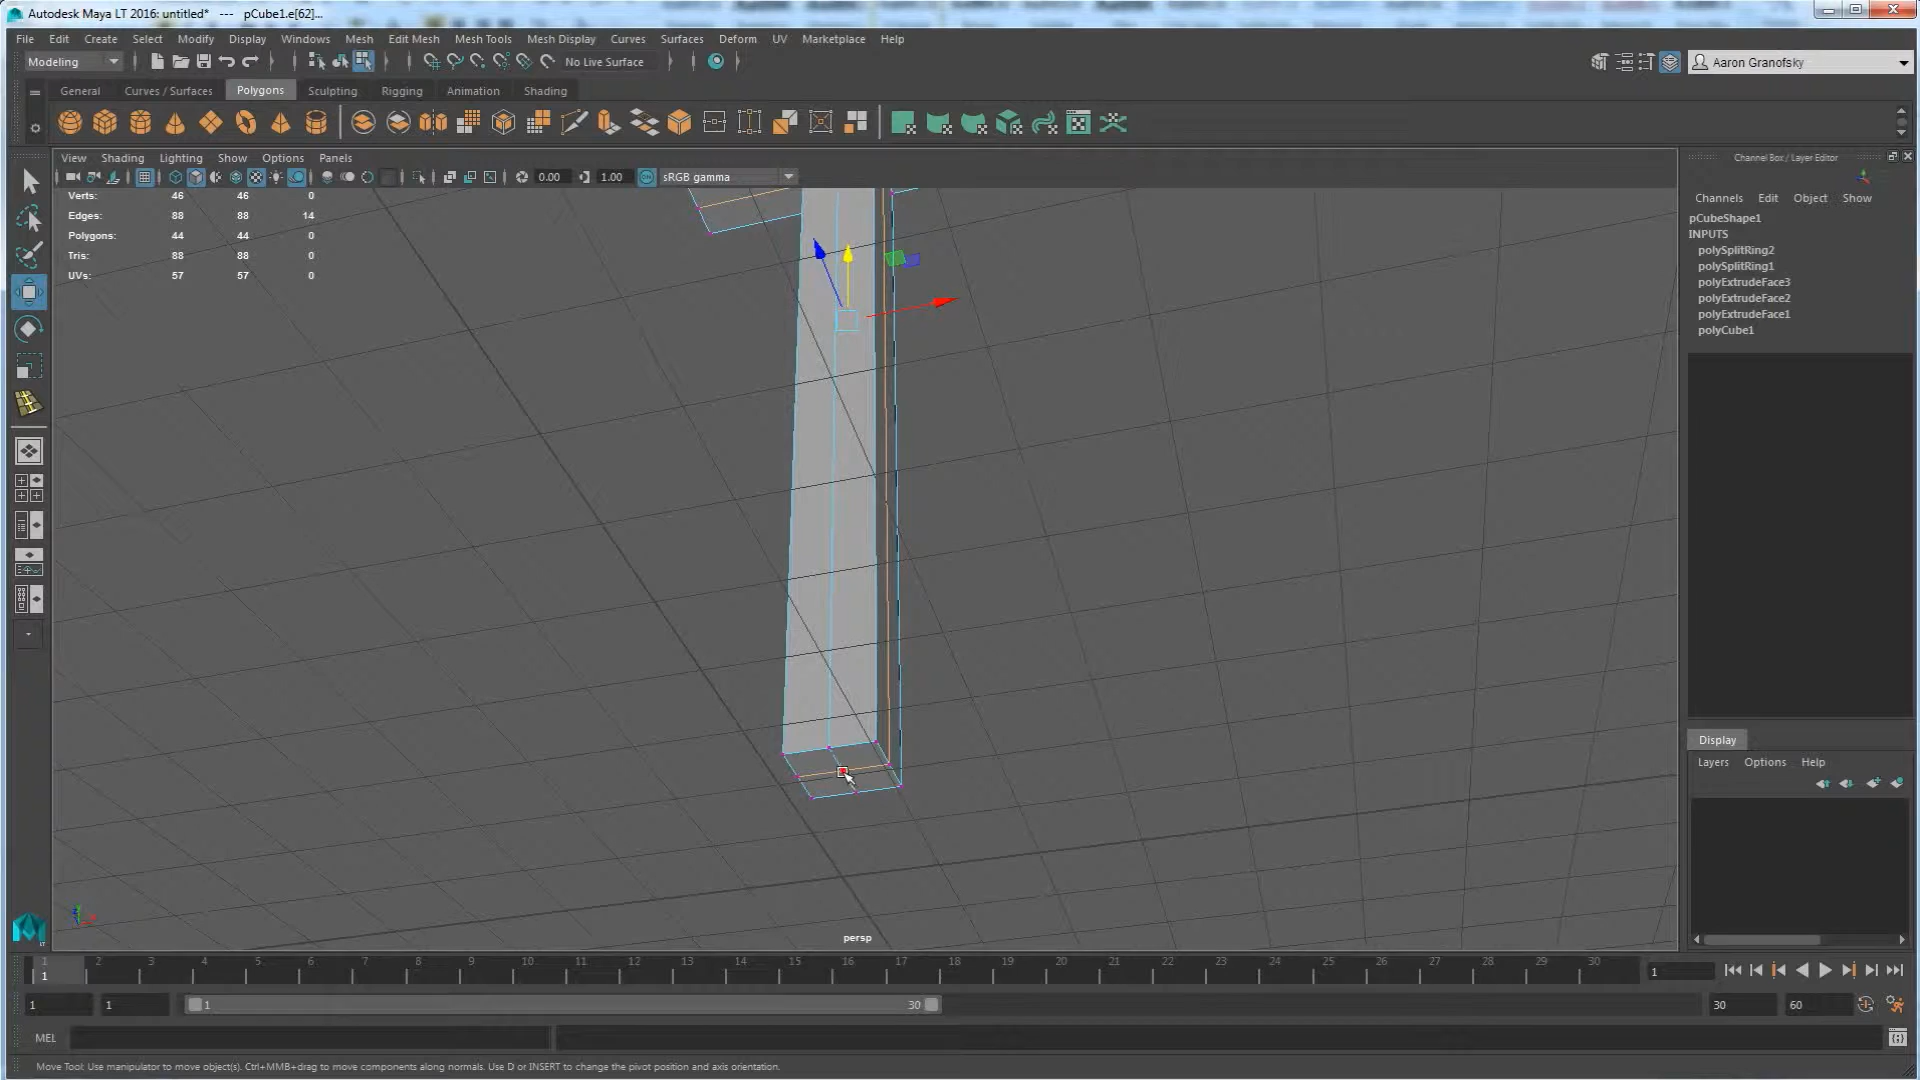 Autodesk Maya LT 2016: untitled* --- pCube1.e[62]...
File Edit Create Select Modify Display Windows Mesh Edit Mesh Mesh Tools Mesh Display Curves Surfaces Deform UV Marketplace Help
Modeling No Live Surface Aaron Granofsky
General Curves / Surfaces Polygons Sculpting Rigging Animation Shading
View Shading Lighting Show Options Panels
0.00 1.00 sRGB gamma
Verts: 46 46 0
Edges: 88 88 14
Polygons: 44 44 0
Tris: 88 88 0
UVs: 57 57 0
persp
Channel Box / Layer Editor
Channels Edit Object Show
pCubeShape1
INPUTS
polySplitRing2
polySplitRing1
polyExtrudeFace3
polyExtrudeFace2
polyExtrudeFace1
polyCube1
Display
Layers Options Help
1 2 3 4 5 6 7 8 9 10 11 12 13 14 15 16 17 18 19 20 21 22 23 24 25 26 27 28 29 30
1 1
1 1 1 30 30 60
MEL
Move Tool: Use manipulator to move object(s). Ctrl+MMB+drag to move components along normals. Use D or INSERT to change the pivot position and axis orientation.